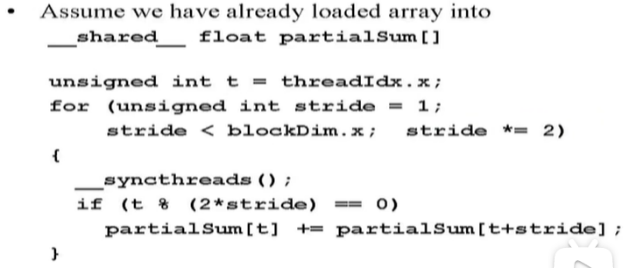 • Assume we have already loaded array into
__shared__ float partialSum[]
unsigned int t = threadIdx.x;
for (unsigned int stride = 1;
stride < blockDim.x; stride *= 2)
{
__syncthreads();
if (t % (2*stride) == 0)
partialSum[t] += partialSum[t+stride];
}